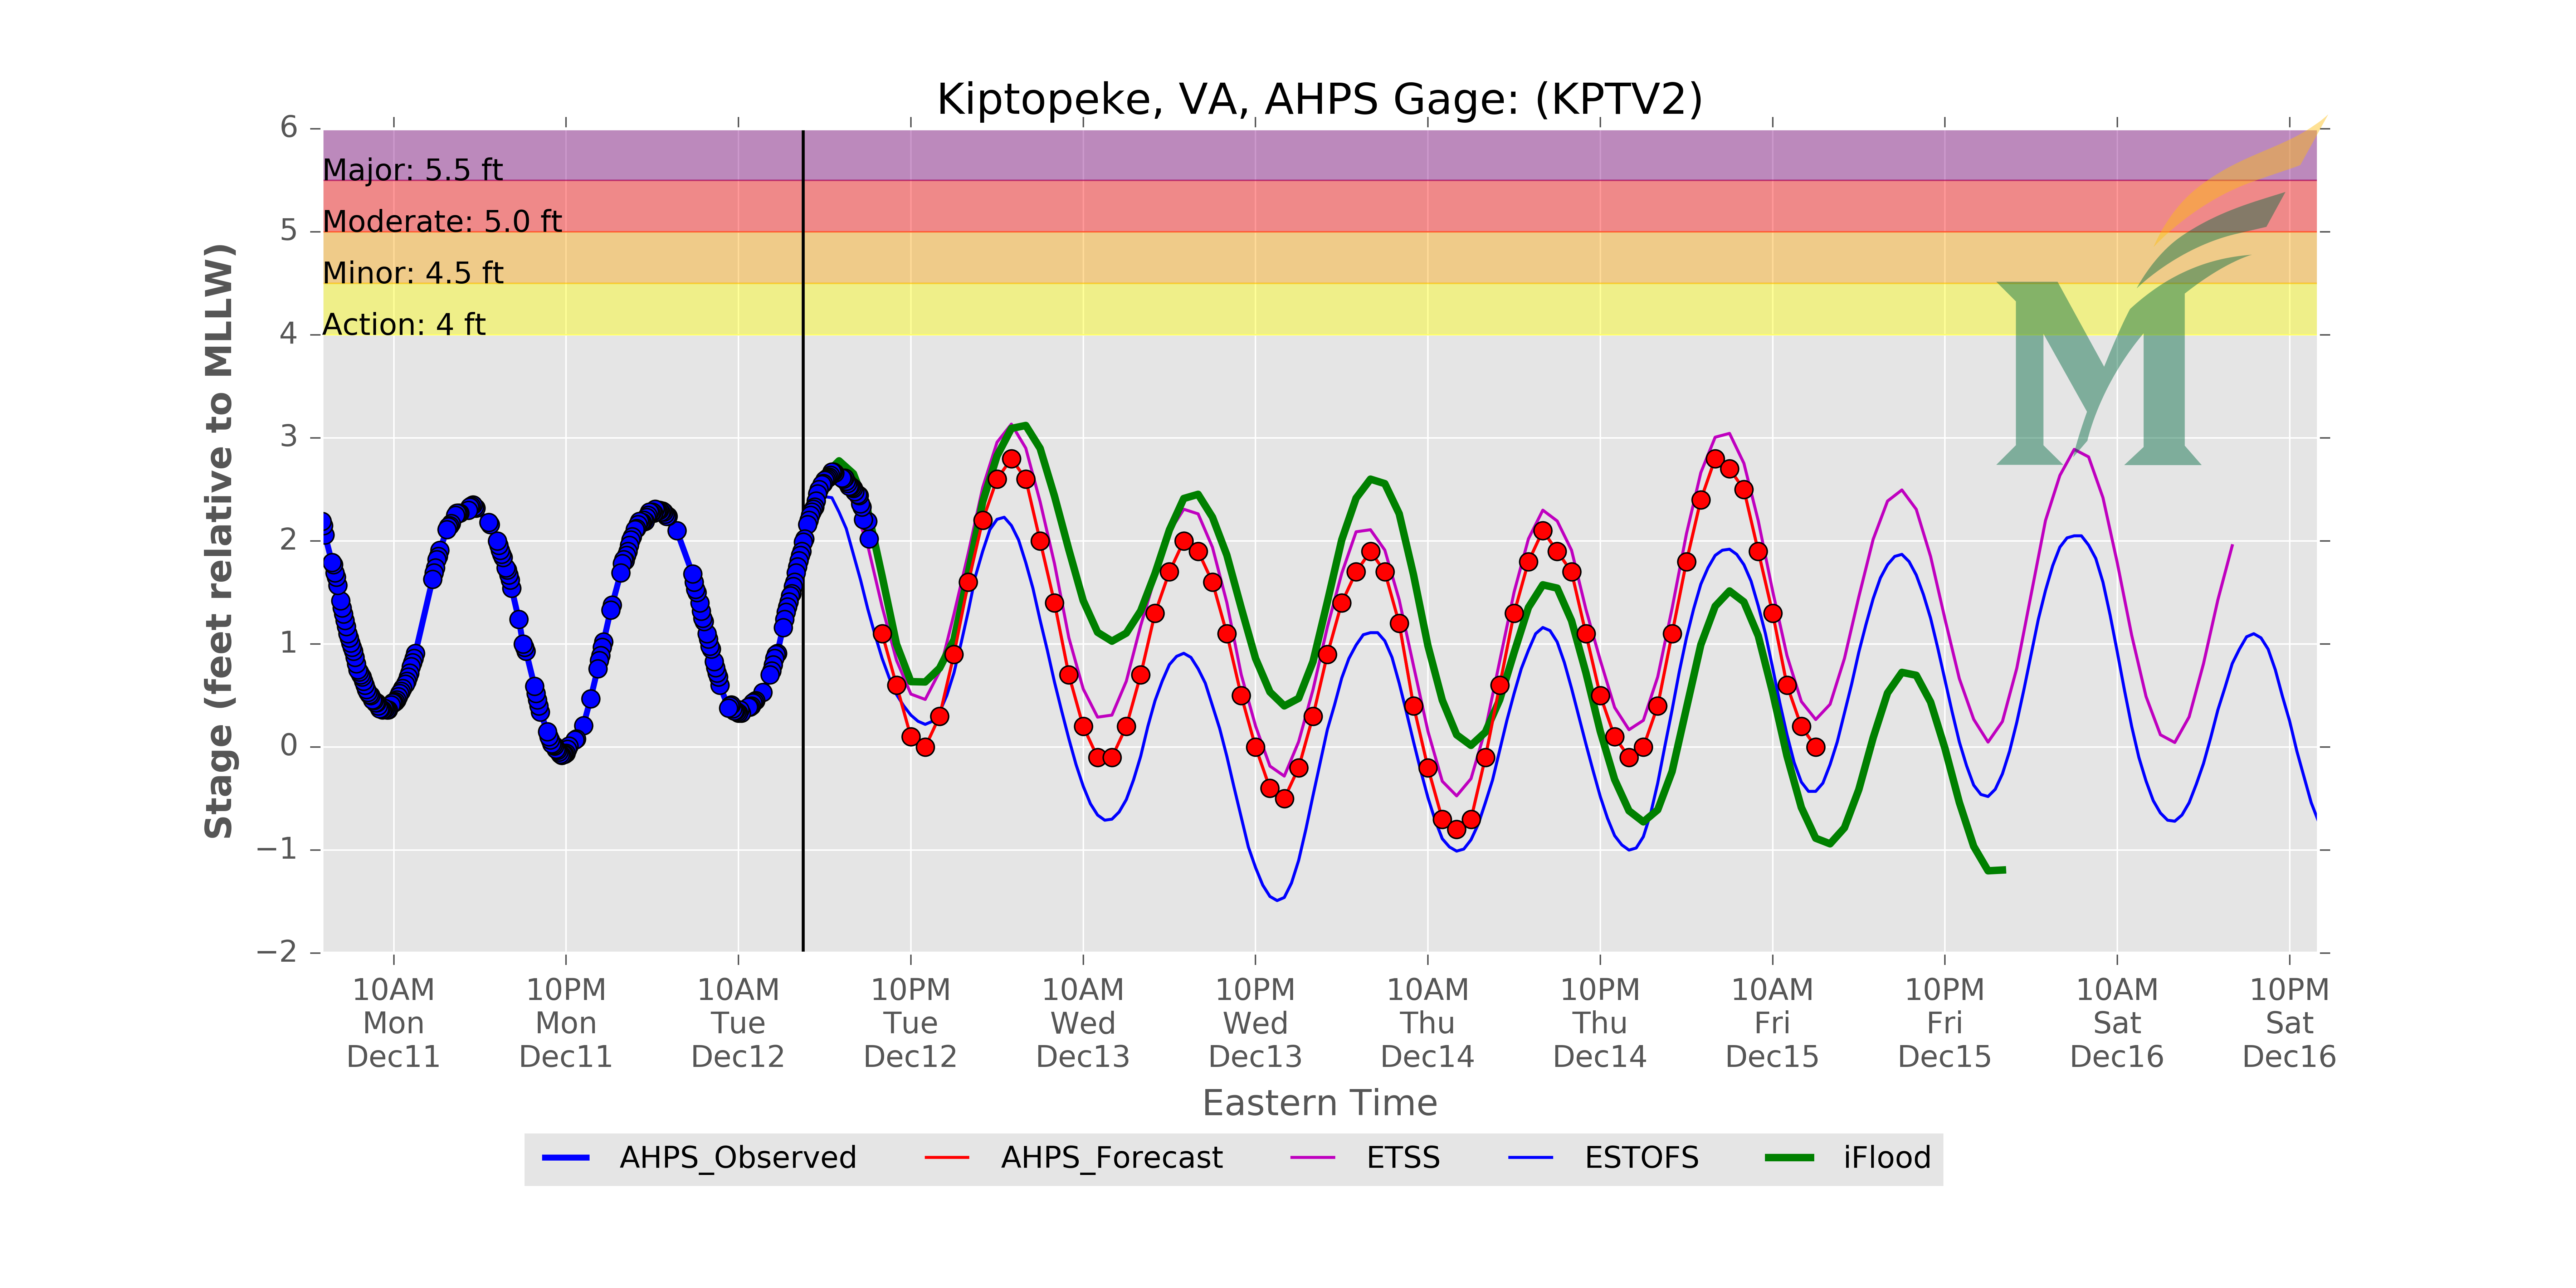 Kiptopeke, VA, AHPS Gage: (KPTV2)
Stage (feet relative to MLLW)
6
5
4
3
2
1
0
−1
−2
Major: 5.5 ft
Moderate: 5.0 ft
Minor: 4.5 ft
Action: 4 ft
M
10AM 10PM 10AM 10PM 10AM 10PM 10AM 10PM 10AM 10PM 10AM 10PM
Mon Mon Tue Tue Wed Wed Thu Thu Fri Fri Sat Sat
Dec11 Dec11 Dec12 Dec12 Dec13 Dec13 Dec14 Dec14 Dec15 Dec15 Dec16 Dec16
Eastern Time
AHPS_Observed AHPS_Forecast ETSS ESTOFS iFlood